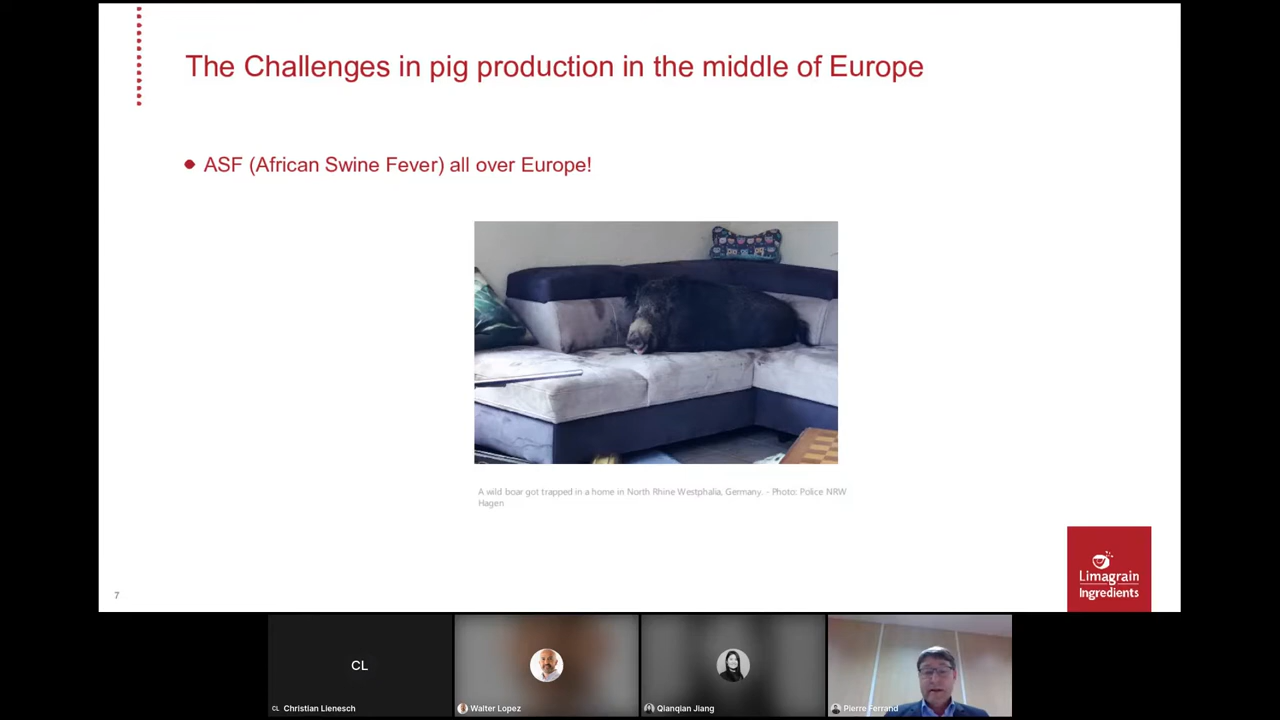 The Challenges in pig production in the middle of Europe
ASF (African Swine Fever) all over Europe!
A wild boar got trapped in a home in North Rhine Westphalia, Germany. - Photo: Police NRW
Hagen
Limagrain
Ingredients
7
CL
CL Christian Lienesch
Walter Lopez
Qianqian Jiang
Pierre Ferrand